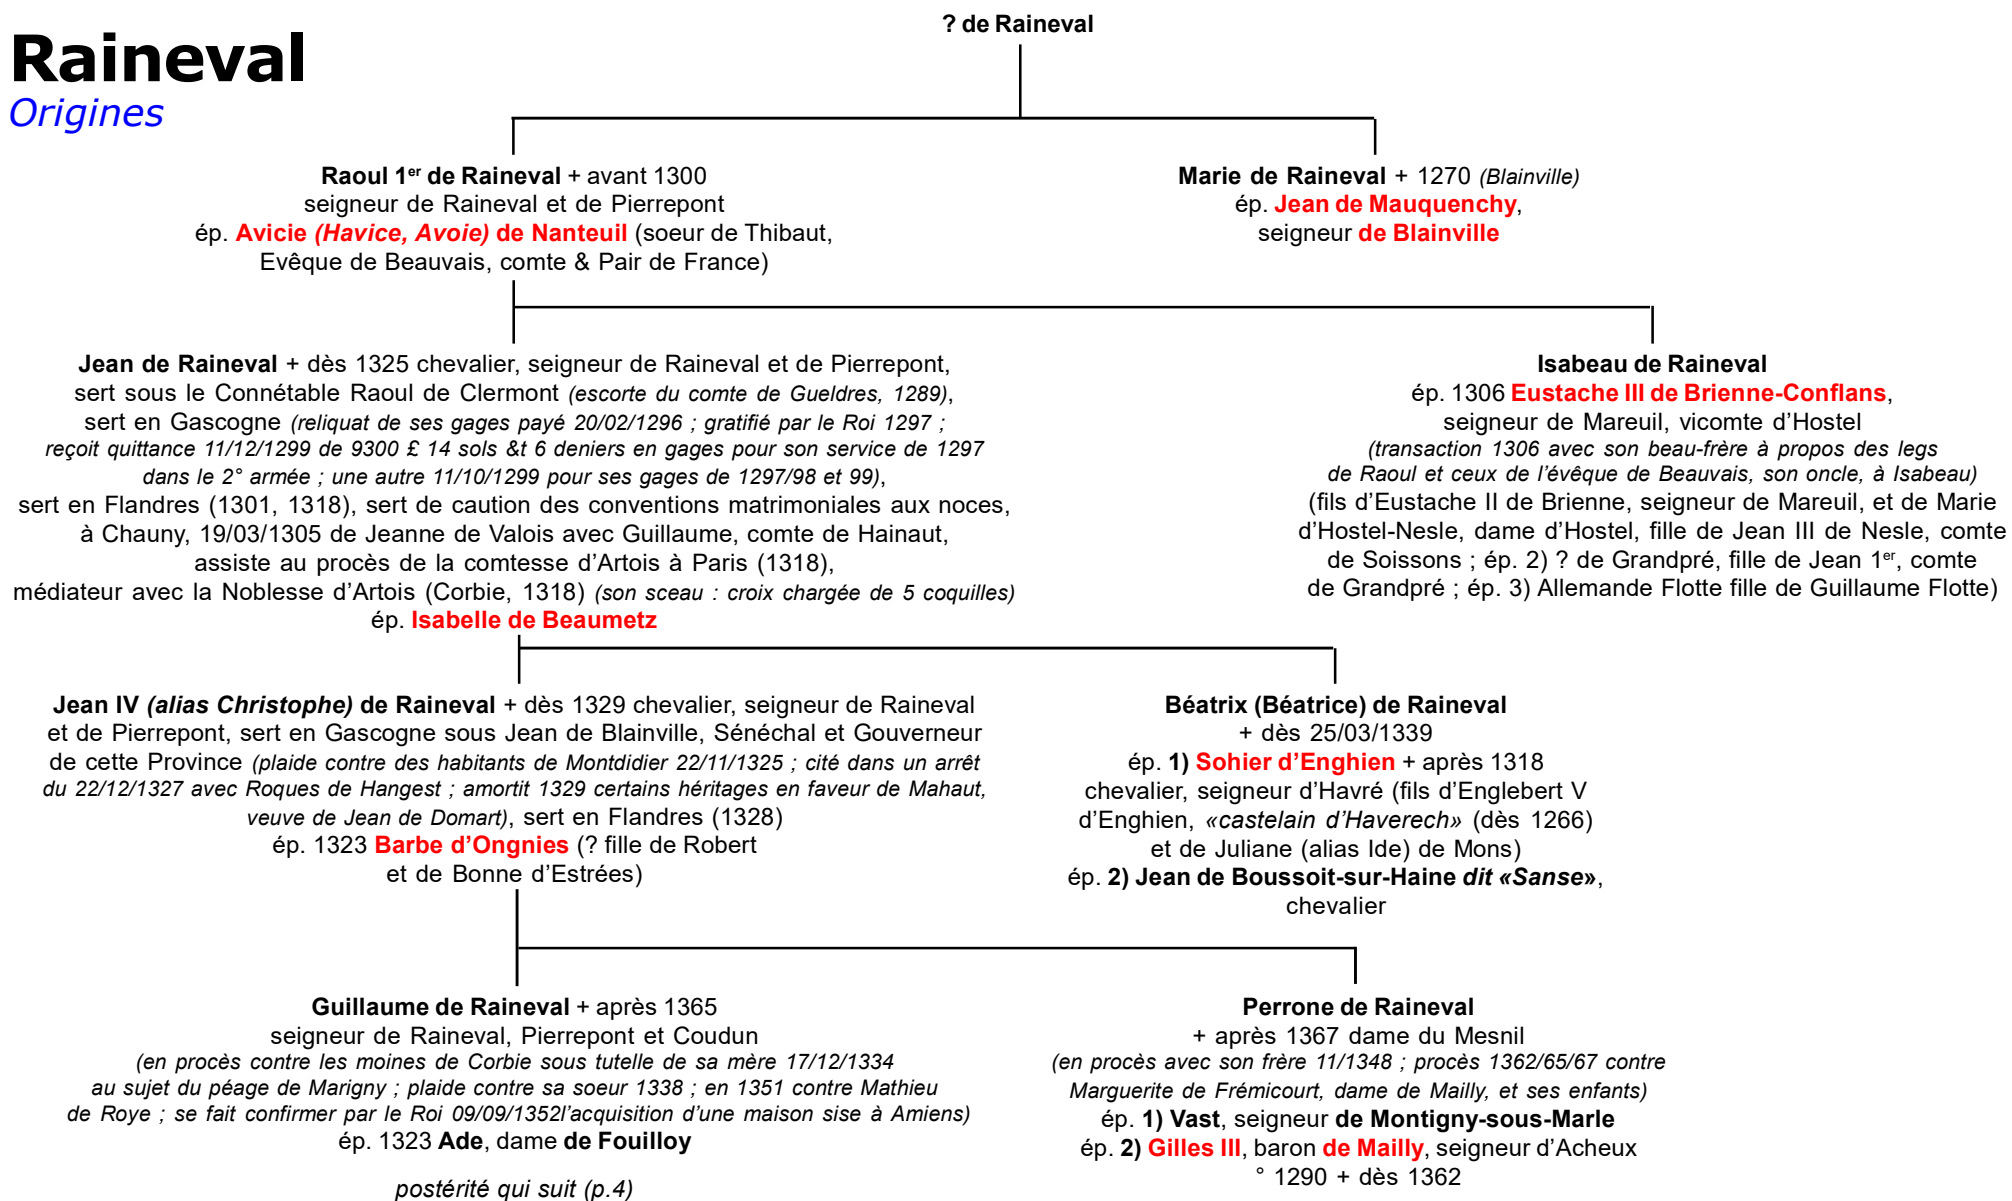 Raineval
Origines
? de Raineval
Raoul 1er de Raineval + avant 1300
seigneur de Raineval et de Pierrepont
ép. Avicie (Havice, Avoie) de Nanteuil (soeur de Thibaut,
Evêque de Beauvais, comte & Pair de France)
Marie de Raineval + 1270 (Blainville)
ép. Jean de Mauquenchy,
seigneur de Blainville
Jean de Raineval + dès 1325 chevalier, seigneur de Raineval et de Pierrepont,
sert sous le Connétable Raoul de Clermont (escorte du comte de Gueldres, 1289),
sert en Gascogne (reliquat de ses gages payé 20/02/1296 ; gratifié par le Roi 1297 ;
reçoit quittance 11/12/1299 de 9300 £ 14 sols &t 6 deniers en gages pour son service de 1297
dans le 2° armée ; une autre 11/10/1299 pour ses gages de 1297/98 et 99),
sert en Flandres (1301, 1318), sert de caution des conventions matrimoniales aux noces,
à Chauny, 19/03/1305 de Jeanne de Valois avec Guillaume, comte de Hainaut,
assiste au procès de la comtesse d'Artois à Paris (1318),
médiateur avec la Noblesse d'Artois (Corbie, 1318) (son sceau : croix chargée de 5 coquilles)
ép. Isabelle de Beaumetz
Isabeau de Raineval
ép. 1306 Eustache III de Brienne-Conflans,
seigneur de Mareuil, vicomte d'Hostel
(transaction 1306 avec son beau-frère à propos des legs
de Raoul et ceux de l'évêque de Beauvais, son oncle, à Isabeau)
(fils d'Eustache II de Brienne, seigneur de Mareuil, et de Marie
d'Hostel-Nesle, dame d'Hostel, fille de Jean III de Nesle, comte
de Soissons ; ép. 2) ? de Grandpré, fille de Jean 1er, comte
de Grandpré ; ép. 3) Allemande Flotte fille de Guillaume Flotte)
Jean IV (alias Christophe) de Raineval + dès 1329 chevalier, seigneur de Raineval
et de Pierrepont, sert en Gascogne sous Jean de Blainville, Sénéchal et Gouverneur
de cette Province (plaide contre des habitants de Montdidier 22/11/1325 ; cité dans un arrêt
du 22/12/1327 avec Roques de Hangest ; amortit 1329 certains héritages en faveur de Mahaut,
veuve de Jean de Domart), sert en Flandres (1328)
ép. 1323 Barbe d'Ongnies (? fille de Robert
et de Bonne d'Estrées)
Béatrix (Béatrice) de Raineval
+ dès 25/03/1339
ép. 1) Sohier d'Enghien + après 1318
chevalier, seigneur d'Havré (fils d'Englebert V
d'Enghien, «castelain d'Haverech» (dès 1266)
et de Juliane (alias Ide) de Mons)
ép. 2) Jean de Boussoit-sur-Haine dit «Sanse»,
chevalier
Guillaume de Raineval + après 1365
seigneur de Raineval, Pierrepont et Coudun
(en procès contre les moines de Corbie sous tutelle de sa mère 17/12/1334
au sujet du péage de Marigny ; plaide contre sa soeur 1338 ; en 1351 contre Mathieu
de Roye ; se fait confirmer par le Roi 09/09/1352l'acquisition d'une maison sise à Amiens)
ép. 1323 Ade, dame de Fouilloy
postérité qui suit (p.4)
Perrone de Raineval
+ après 1367 dame du Mesnil
(en procès avec son frère 11/1348 ; procès 1362/65/67 contre
Marguerite de Frémicourt, dame de Mailly, et ses enfants)
ép. 1) Vast, seigneur de Montigny-sous-Marle
ép. 2) Gilles III, baron de Mailly, seigneur d'Acheux
° 1290 + dès 1362